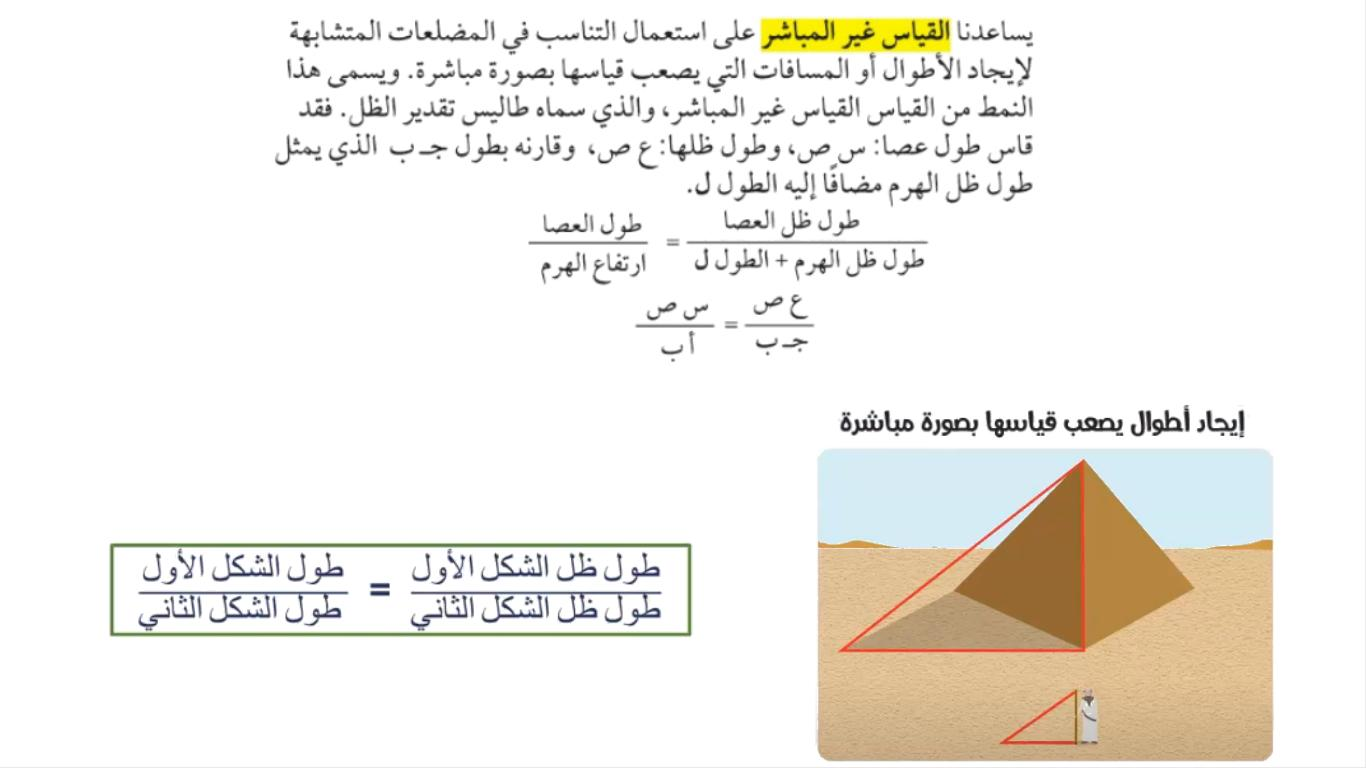 يساعدنا القياس غير المباشر على استعمال التناسب في المضلعات المتشابهة
لإيجاد الأطوال أو المسافات التي يصعب قياسها بصورة مباشرة. ويسمى هذا
النمط من القياس القياس غير المباشر، والذي سماه طاليس تقدير الظل. فقد
قاس طول عصا: س ص، وطول ظلها: ع ص، وقارنه بطول جـ ب الذي يمثل
طول ظل الهرم مضافًا إليه الطول ل.
طول ظل العصا = طول العصا
طول ظل الهرم + الطول ل ارتفاع الهرم
ع ص = س ص
جـ ب أ ب
إيجاد أطوال يصعب قياسها بصورة مباشرة
طول ظل الشكل الأول = طول الشكل الأول
طول ظل الشكل الثاني طول الشكل الثاني